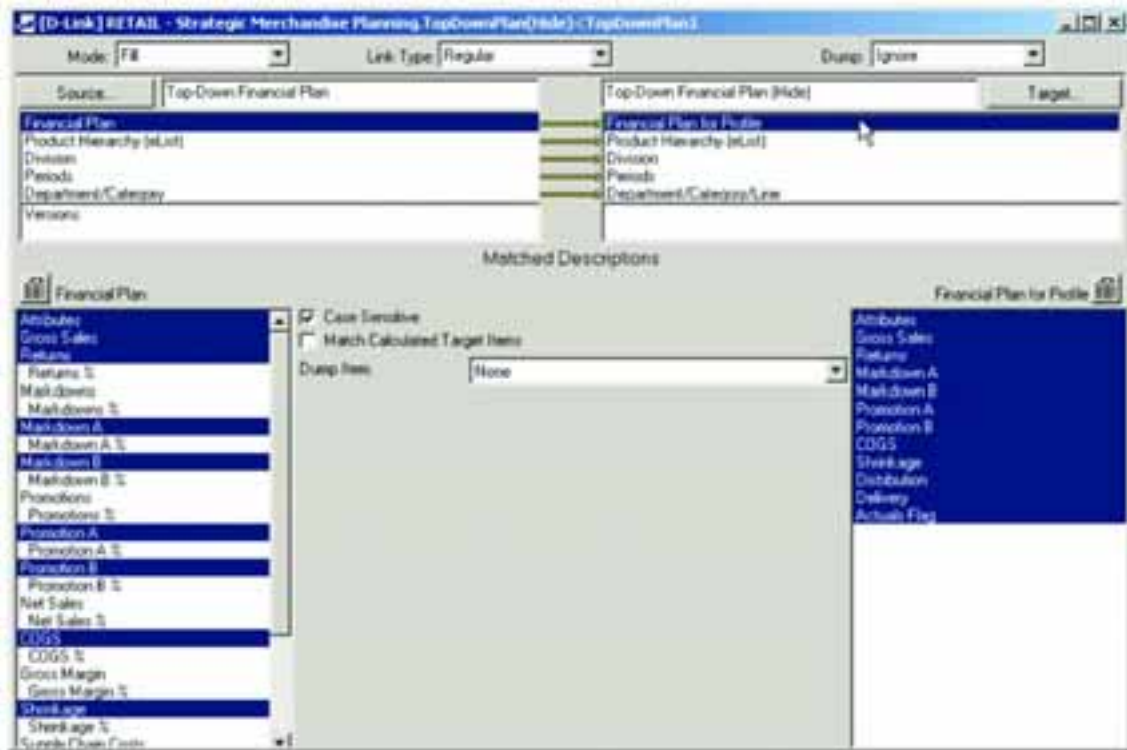 [D-Link] RETAIL - Strategic Merchandise Planning.TopDownPlan(Hide)<TopDownPlan1
Mode: Fill Link Type: Regular Dump: Ignore
Source... Top-Down Financial Plan Top-Down Financial Plan (Hide) Target...
Financial Plan Financial Plan for Profile
Product Hierarchy (eList) Product Hierarchy (eList)
Division Division
Periods Periods
Department/Category Department/Category/Line
Versions
Matched Descriptions
Financial Plan Financial Plan for Profile
Attributes Case Sensitive Attributes
Gross Sales Match Calculated Target Items Gross Sales
Returns Returns
Returns % Dump Item: None Markdown A
Markdowns Markdown B
Markdowns % Promotion A
Markdown A Promotion B
Markdown A % COGS
Markdown B Shrinkage
Markdown B % Distribution
Promotions Delivery
Promotions % Actuals Flag
Promotion A
Promotion A %
Promotion B
Promotion B %
Net Sales
Net Sales %
COGS
COGS %
Gross Margin
Gross Margin %
Shrinkage
Shrinkage %
Supply Chain Costs